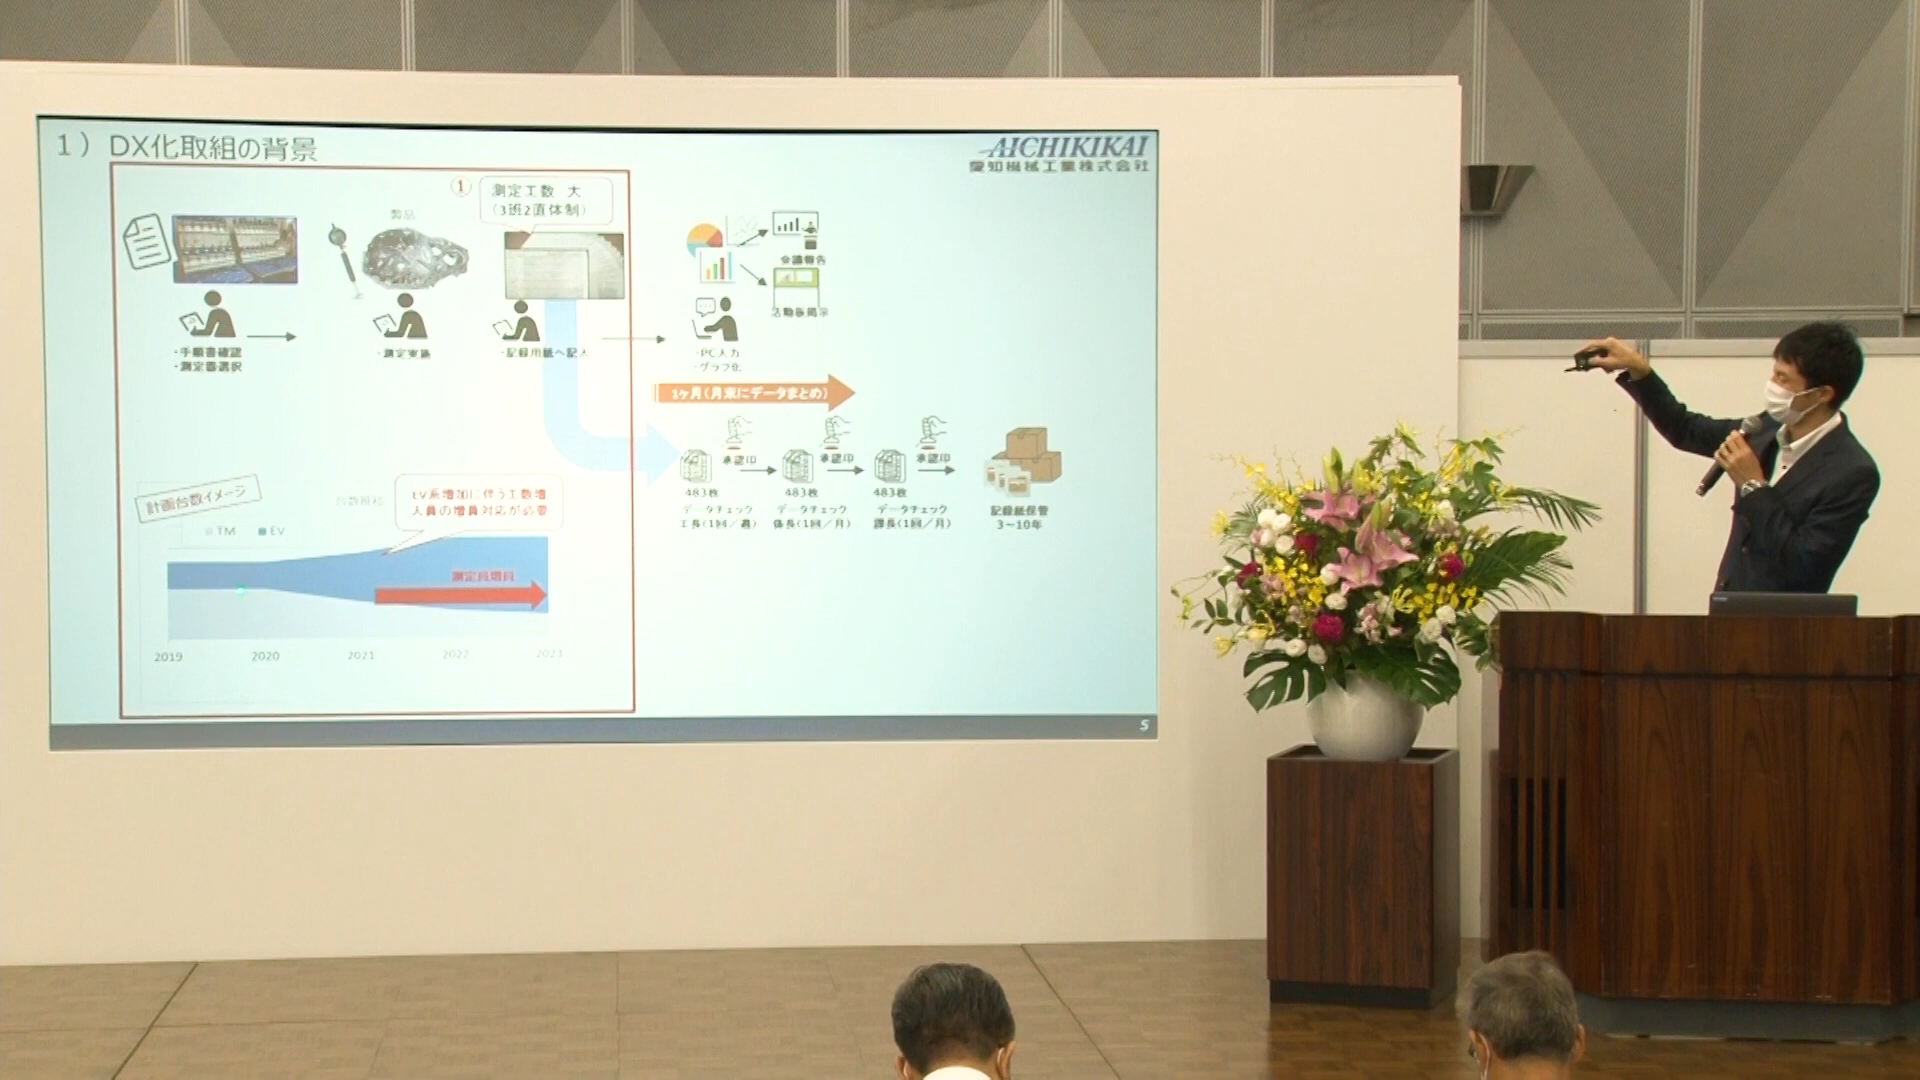 1）DX化取組の背景
AICHIKIKAI
愛知機械工業株式会社
①
測定工数 大
（3班2直体制）
製品
会議報告
活動板掲示
・手順書確認
・測定器選択
・測定実施
・記録用紙へ記入
・PC入力
・グラフ化
1ヶ月（月末にデータまとめ）
承認印
承認印
承認印
483枚
データチェック
工長（1回／週）
483枚
データチェック
係長（1回／月）
483枚
データチェック
課長（1回／月）
記録紙保管
3～10年
計画台数イメージ
台数推移
EV系増加に伴う工数増
人員の増員対応が必要
TM
EV
測定員増員
2019
2020
2021
2022
2023
5